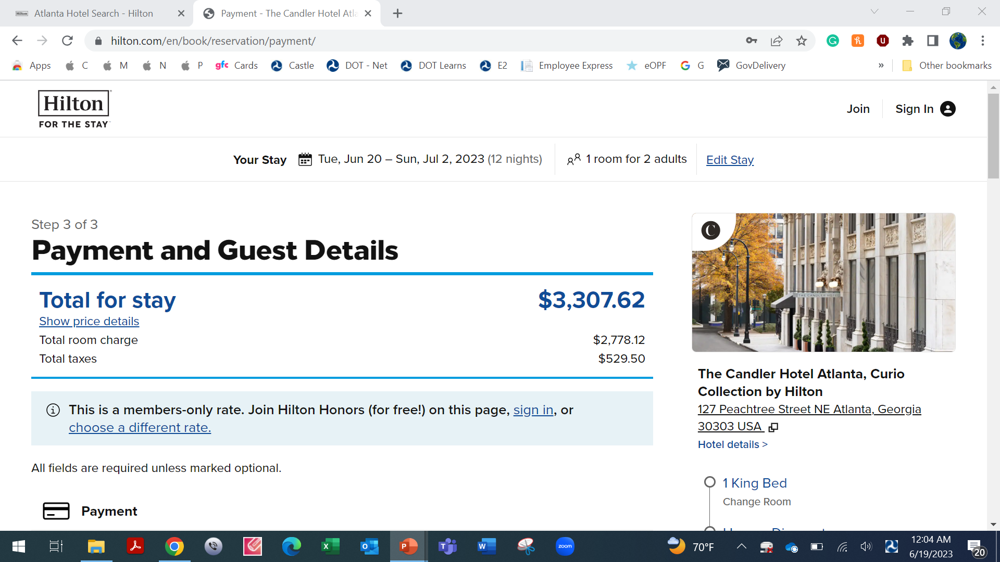 Hilton Atlanta Hotel Search - Hilton
Payment - The Candler Hotel Atla
hilton.com/en/book/reservation/payment/
Apps C M N P gfc Cards Castle DOT - Net DOT Learns E2 Employee Express eOPF G GovDelivery » Other bookmarks
Hilton
FOR THE STAY
Join Sign In
Your Stay Tue, Jun 20 – Sun, Jul 2, 2023 (12 nights) 1 room for 2 adults Edit Stay
Step 3 of 3
Payment and Guest Details
Total for stay $3,307.62
Show price details
Total room charge $2,778.12
Total taxes $529.50
This is a members-only rate. Join Hilton Honors (for free!) on this page, sign in, or
choose a different rate.
All fields are required unless marked optional.
Payment
C
THE CANDLER HOTEL
The Candler Hotel Atlanta, Curio
Collection by Hilton
127 Peachtree Street NE Atlanta, Georgia
30303 USA
Hotel details >
1 King Bed
Change Room
zoom
70°F
12:04 AM
6/19/2023
20